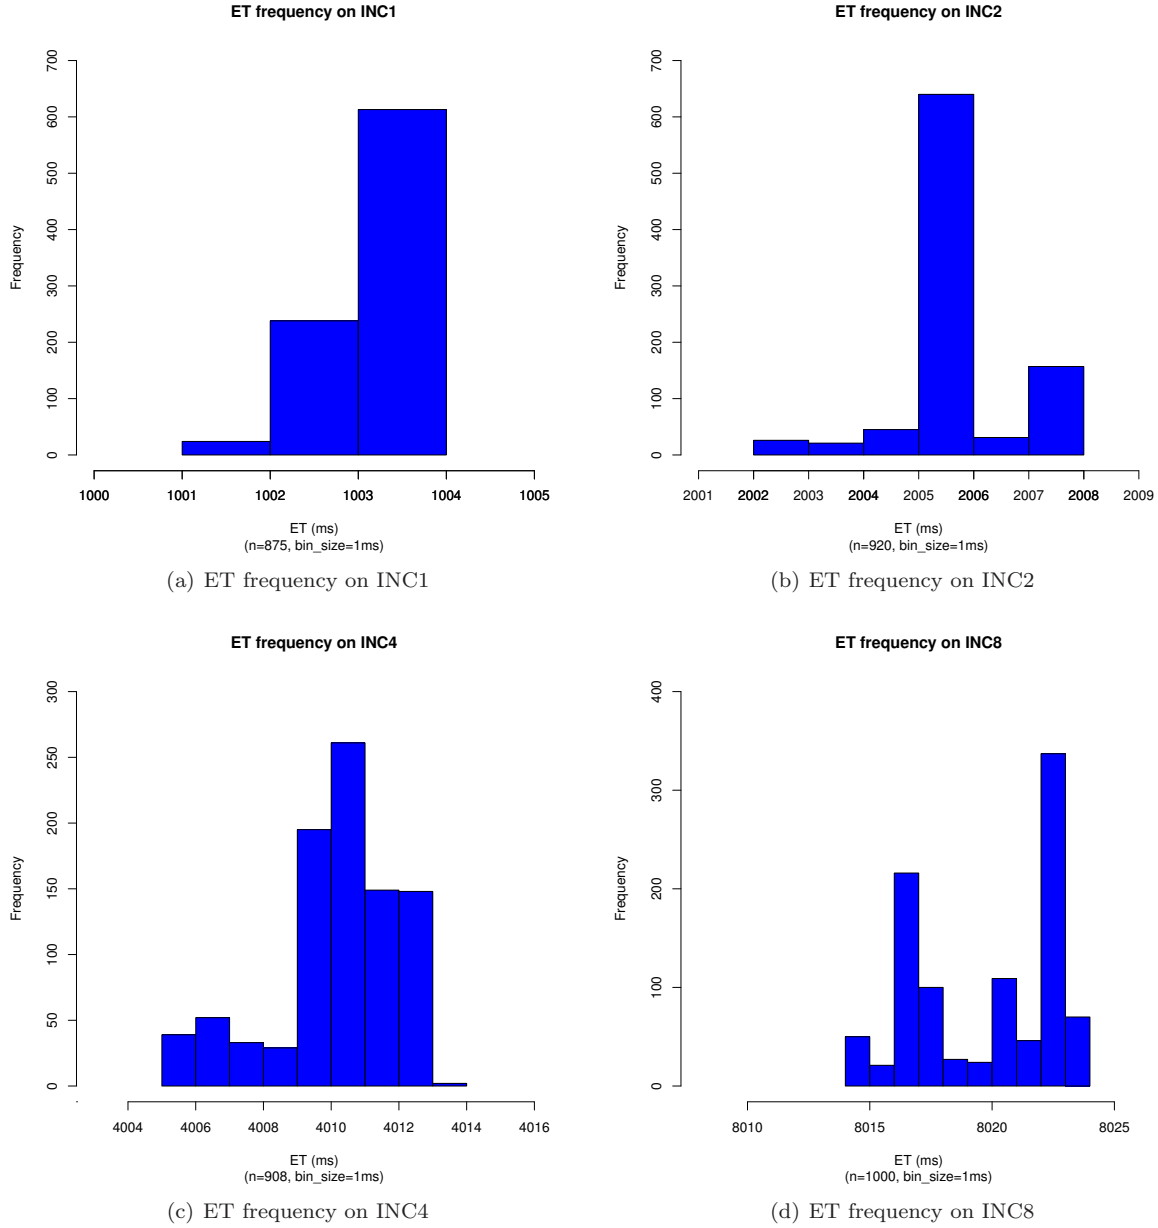 ET frequency on INC1
700
600
500
400
300
200
100
0
Frequency
1000 1001 1002 1003 1004 1005
ET (ms)
(n=875, bin_size=1ms)
(a) ET frequency on INC1
ET frequency on INC2
700
600
500
400
300
200
100
0
Frequency
2001 2002 2003 2004 2005 2006 2007 2008 2009
ET (ms)
(n=920, bin_size=1ms)
(b) ET frequency on INC2
ET frequency on INC4
300
250
200
150
100
50
0
Frequency
4004 4006 4008 4010 4012 4014 4016
ET (ms)
(n=908, bin_size=1ms)
(c) ET frequency on INC4
ET frequency on INC8
400
300
200
100
0
Frequency
8010 8015 8020 8025
ET (ms)
(n=1000, bin_size=1ms)
(d) ET frequency on INC8